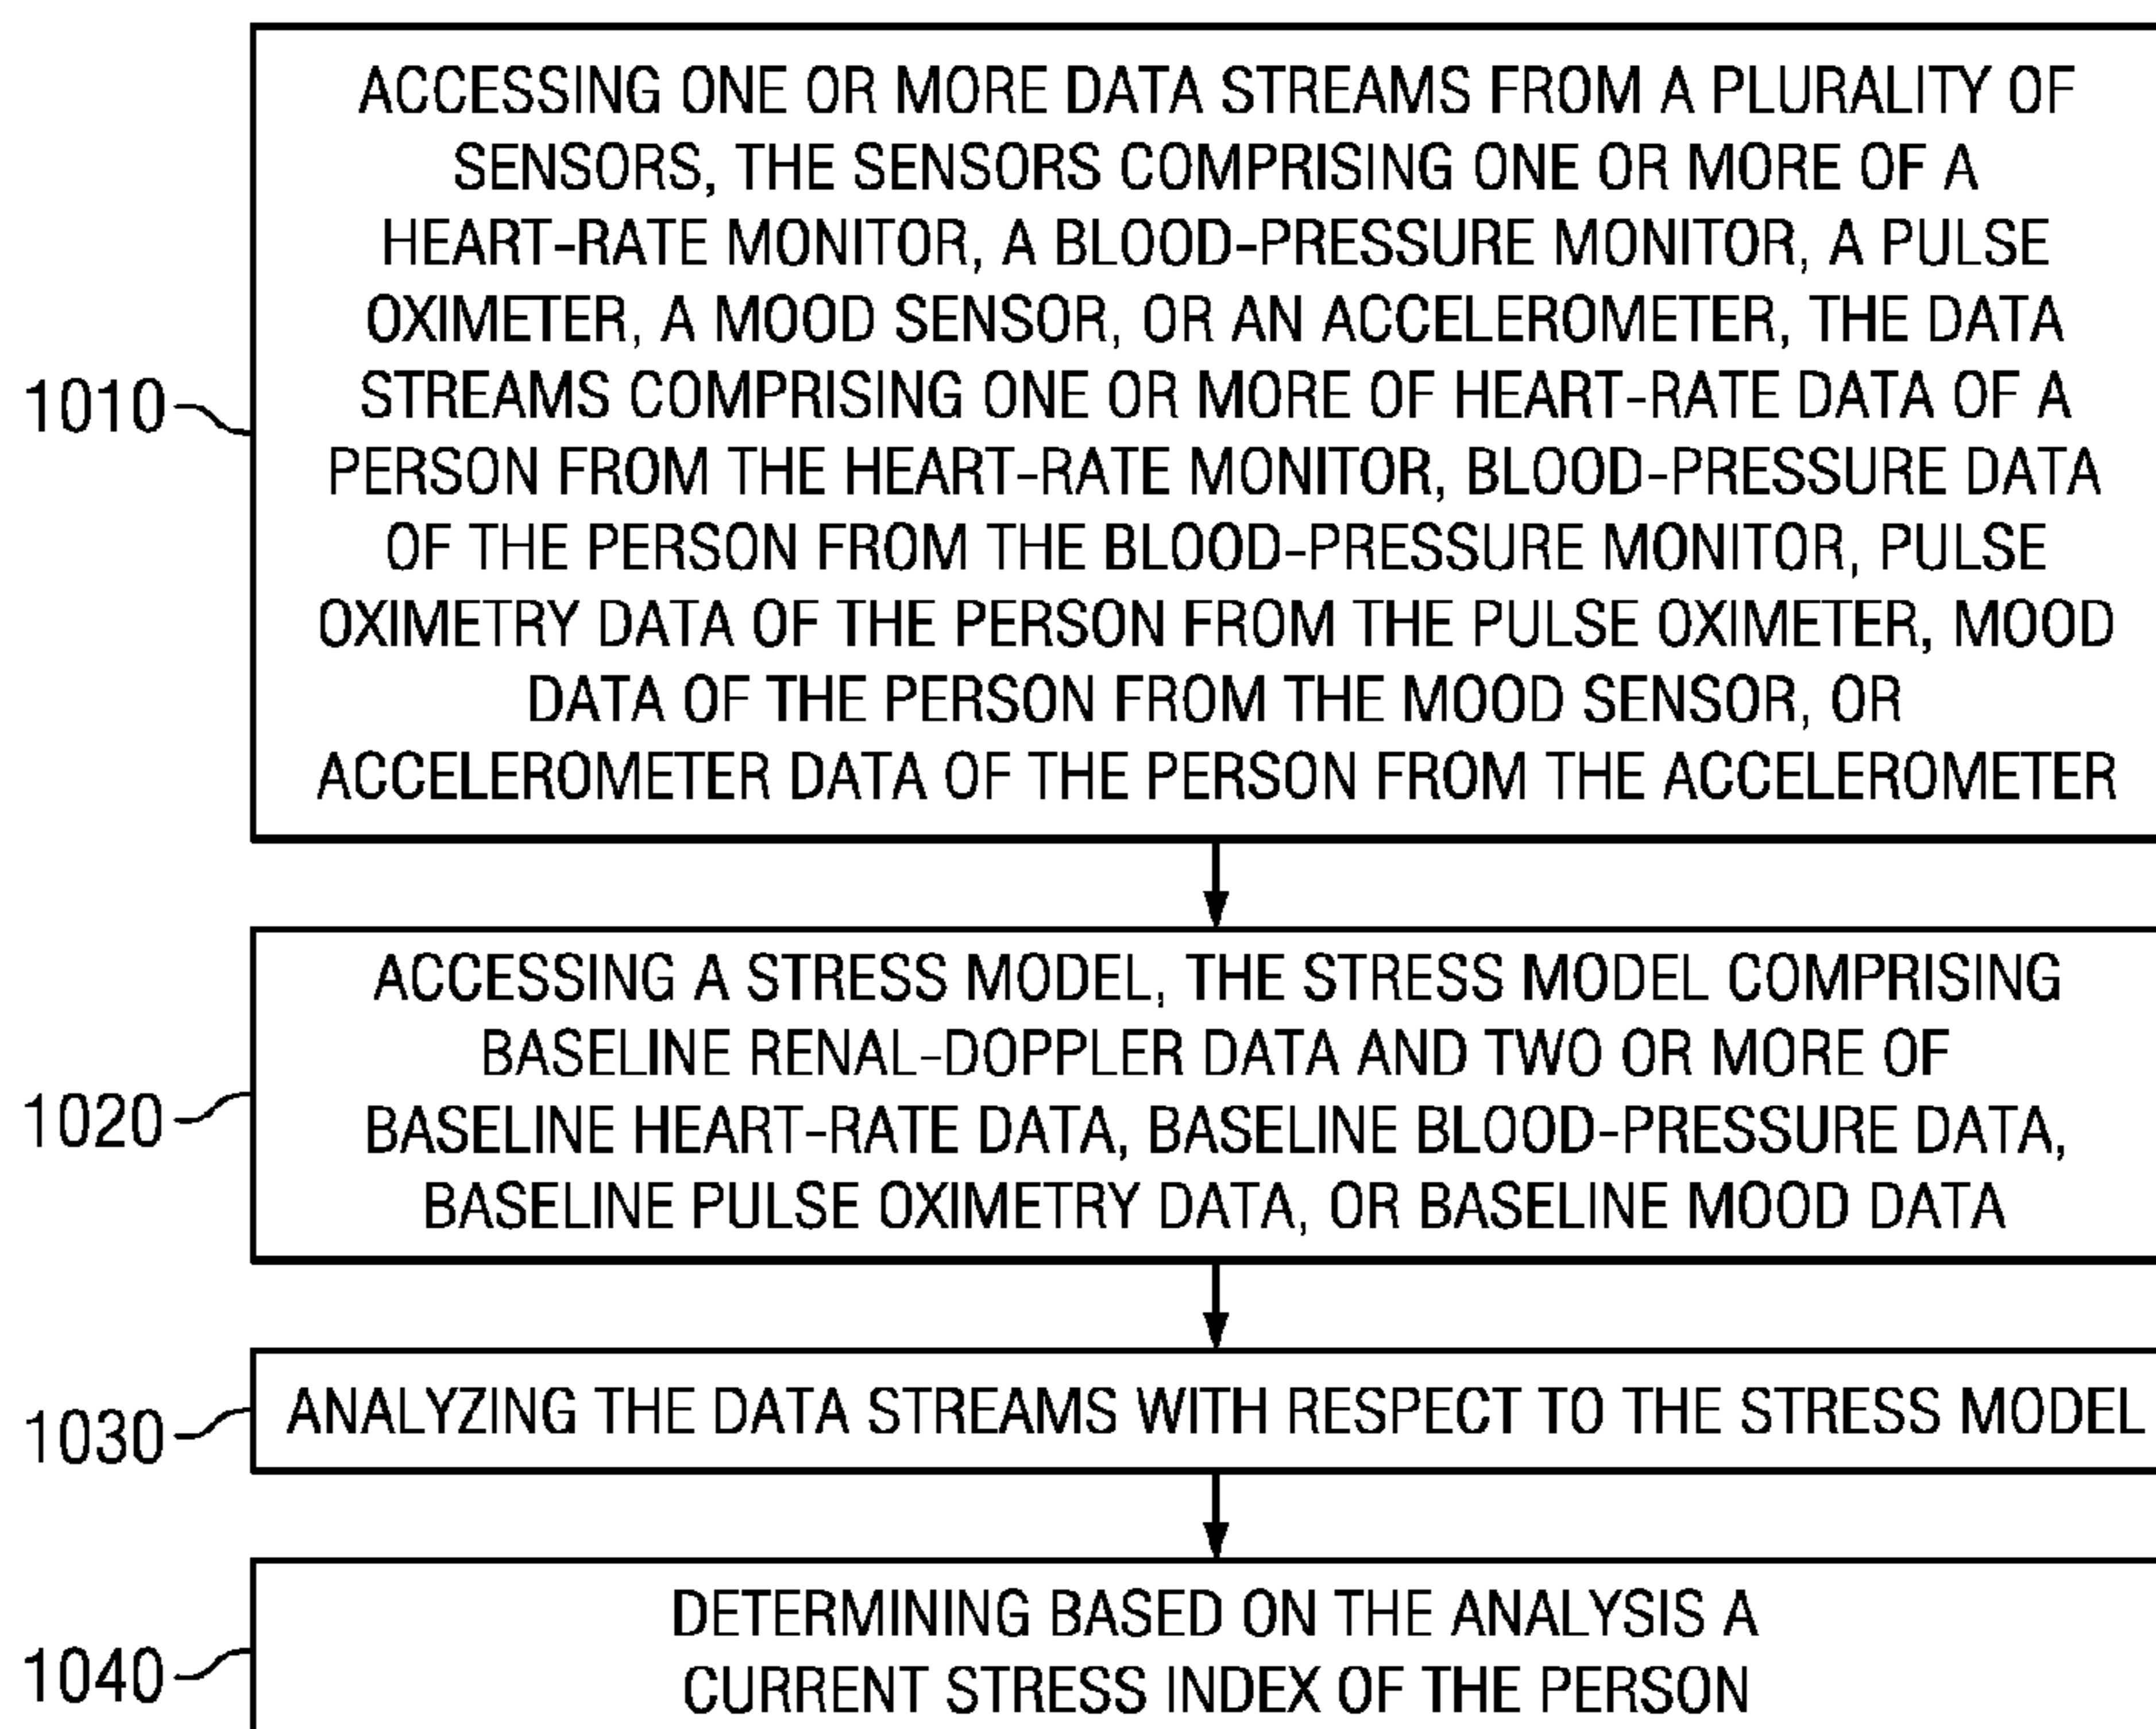 ACCESSING ONE OR MORE DATA STREAMS FROM A PLURALITY OF
SENSORS, THE SENSORS COMPRISING ONE OR MORE OF A
HEART-RATE MONITOR, A BLOOD-PRESSURE MONITOR, A PULSE
OXIMETER, A MOOD SENSOR, OR AN ACCELEROMETER, THE DATA
1010
STREAMS COMPRISING ONE OR MORE OF HEART-RATE DATA OF A
PERSON FROM THE HEART-RATE MONITOR, BLOOD-PRESSURE DATA
OF THE PERSON FROM THE BLOOD-PRESSURE MONITOR, PULSE
OXIMETRY DATA OF THE PERSON FROM THE PULSE OXIMETER, MOOD
DATA OF THE PERSON FROM THE MOOD SENSOR, OR
ACCELEROMETER DATA OF THE PERSON FROM THE ACCELEROMETER
ACCESSING A STRESS MODEL, THE STRESS MODEL COMPRISING
BASELINE RENAL-DOPPLER DATA AND TWO OR MORE OF
1020
BASELINE HEART-RATE DATA, BASELINE BLOOD-PRESSURE DATA,
BASELINE PULSE OXIMETRY DATA, OR BASELINE MOOD DATA
1030
ANALYZING THE DATA STREAMS WITH RESPECT TO THE STRESS MODEL
1040
DETERMINING BASED ON THE ANALYSIS A
CURRENT STRESS INDEX OF THE PERSON